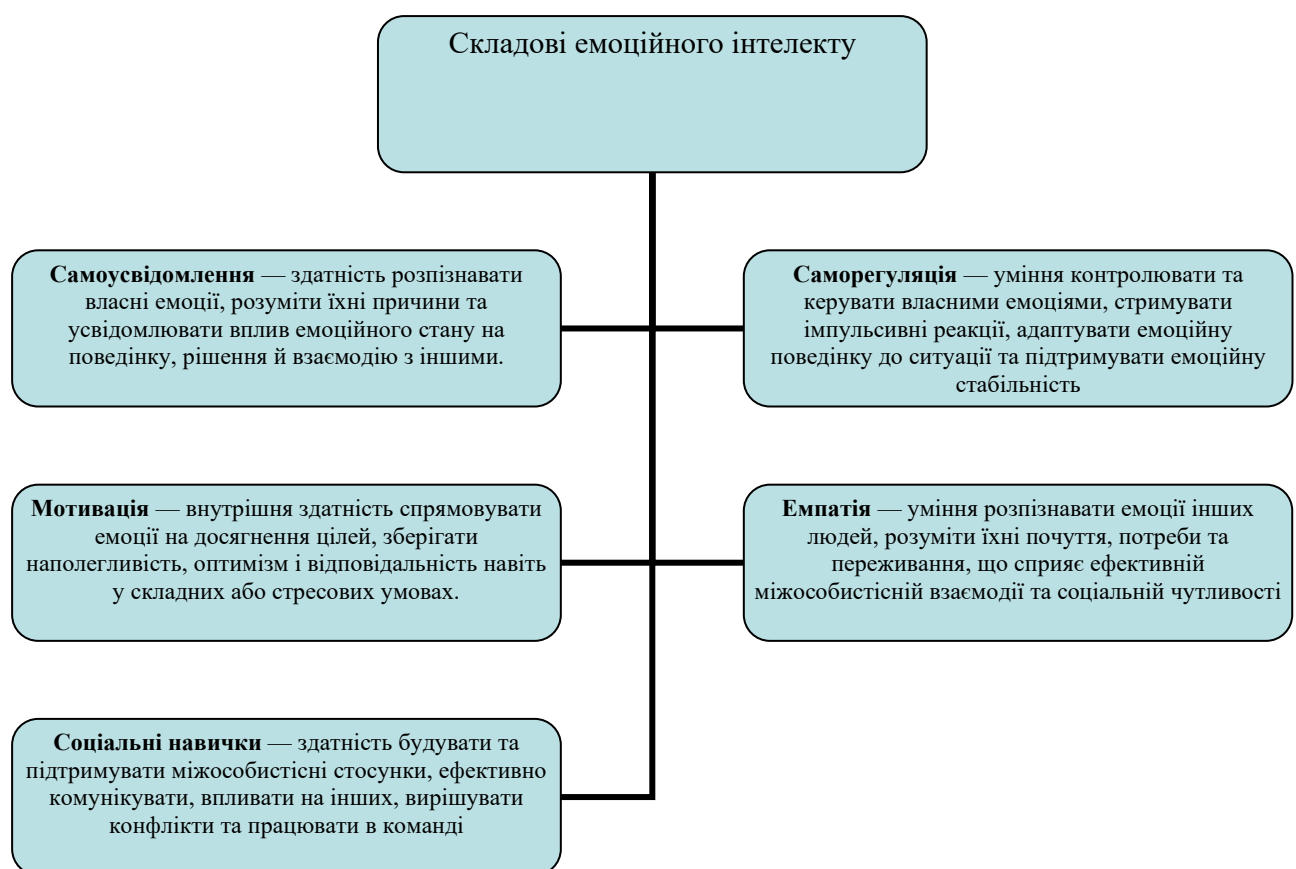 Складові емоційного інтелекту
Самоусвідомлення — здатність розпізнавати
власні емоції, розуміти їхні причини та
усвідомлювати вплив емоційного стану на
поведінку, рішення й взаємодію з іншими.
Саморегуляція — уміння контролювати та
керувати власними емоціями, стримувати
імпульсивні реакції, адаптувати емоційну
поведінку до ситуації та підтримувати емоційну
стабільність
Мотивація — внутрішня здатність спрямовувати
емоції на досягнення цілей, зберігати
наполегливість, оптимізм і відповідальність навіть
у складних або стресових умовах.
Емпатія — уміння розпізнавати емоції інших
людей, розуміти їхні почуття, потреби та
переживання, що сприяє ефективній
міжособистісній взаємодії та соціальній чутливості
Соціальні навички — здатність будувати та
підтримувати міжособистісні стосунки, ефективно
комунікувати, впливати на інших, вирішувати
конфлікти та працювати в команді